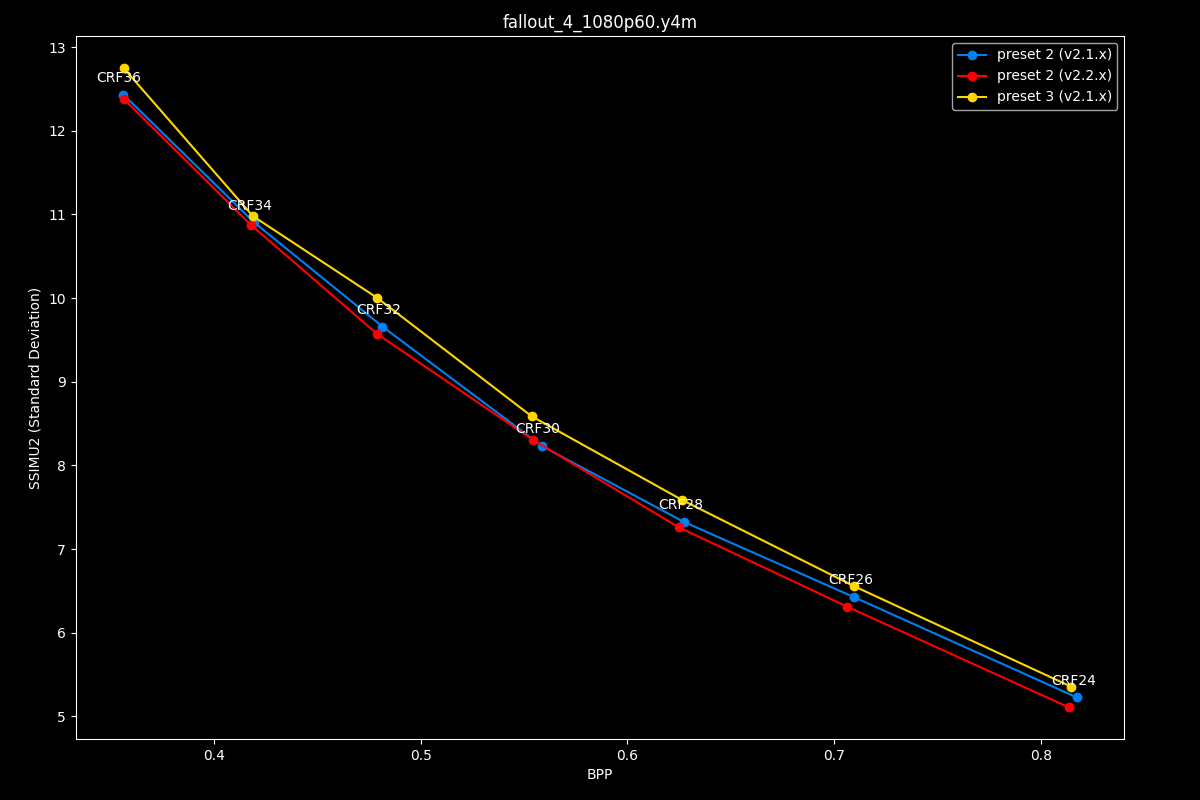 fallout_4_1080p60.y4m
preset 2 (v2.1.x)
preset 2 (v2.2.x)
preset 3 (v2.1.x)
13
12
11
10
9
8
7
6
5
SSIMU2 (Standard Deviation)
CRF36
CRF34
CRF32
CRF30
CRF28
CRF26
CRF24
0.4 0.5 0.6 0.7 0.8
BPP